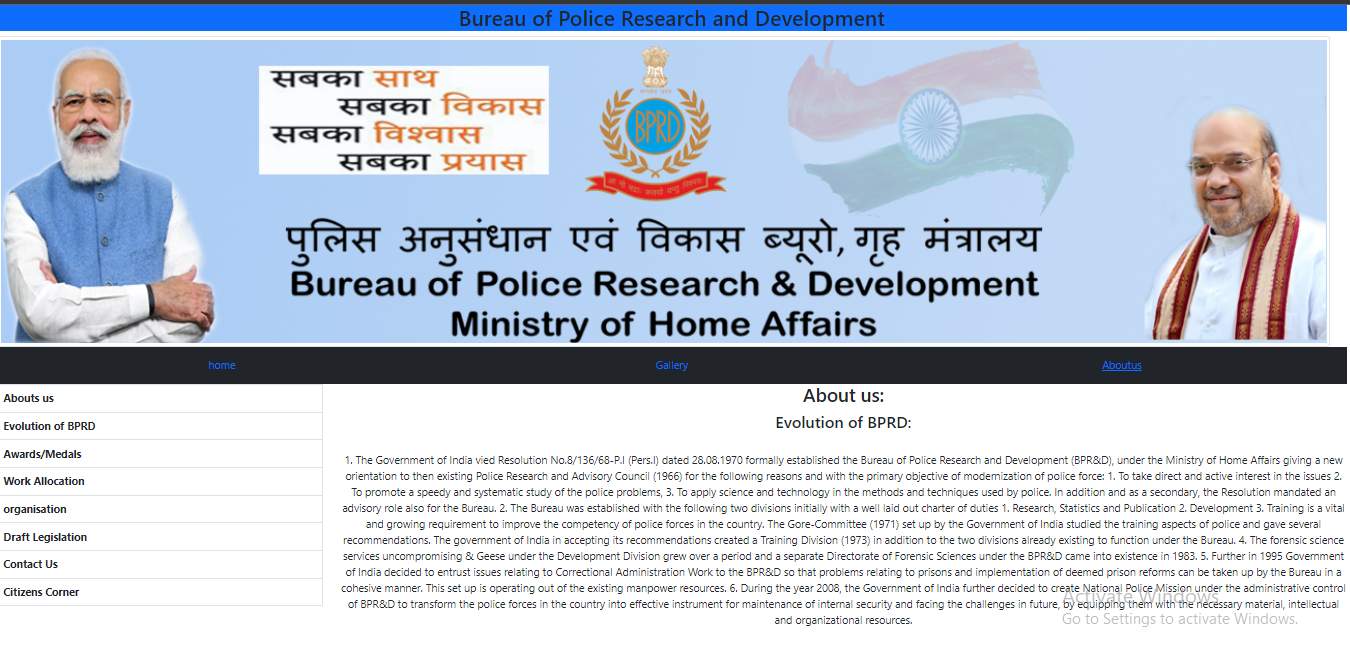 Bureau of Police Research and Development
सबका साथ
सबका विकास
सबका विश्वास
सबका प्रयास
BPRD
पुलिस अनुसंधान एवं विकास ब्यूरो, गृह मंत्रालय
Bureau of Police Research & Development
Ministry of Home Affairs
home
Gallery
Aboutus
Abouts us
Evolution of BPRD
Awards/Medals
Work Allocation
organisation
Draft Legislation
Contact Us
Citizens Corner
About us:
Evolution of BPRD:
1. The Government of India vied Resolution No.8/136/68-P.I (Pers.I) dated 28.08.1970 formally established the Bureau of Police Research and Development (BPR&D), under the Ministry of Home Affairs giving a new
orientation to then existing Police Research and Advisory Council (1966) for the following reasons and with the primary objective of modernization of police force: 1. To take direct and active interest in the issues 2.
To promote a speedy and systematic study of the police problems, 3. To apply science and technology in the methods and techniques used by police. In addition and as a secondary, the Resolution mandated an
advisory role also for the Bureau. 2. The Bureau was established with the following two divisions initially with a well laid out charter of duties 1. Research, Statistics and Publication 2. Development 3. Training is a vital
and growing requirement to improve the competency of police forces in the country. The Gore-Committee (1971) set up by the Government of India studied the training aspects of police and gave several
recommendations. The government of India in accepting its recommendations created a Training Division (1973) in addition to the two divisions already existing to function under the Bureau. 4. The forensic science
services uncompromising & Geese under the Development Division grew over a period and a separate Directorate of Forensic Sciences under the BPR&D came into existence in 1983. 5. Further in 1995 Government
of India decided to entrust issues relating to Correctional Administration Work to the BPR&D so that problems relating to prisons and implementation of deemed prison reforms can be taken up by the Bureau in a
cohesive manner. This set up is operating out of the existing manpower resources. 6. During the year 2008, the Government of India further decided to create National Police Mission under the administrative control
of BPR&D to transform the police forces in the country into effective instrument for maintenance of internal security and facing the challenges in future, by equipping them with the necessary material, intellectual
and organizational resources.
Activate Windows
Go to Settings to activate Windows.